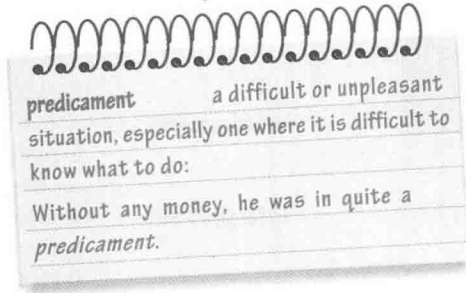 predicament a difficult or unpleasant
situation, especially one where it is difficult to
know what to do:
Without any money, he was in quite a
predicament.